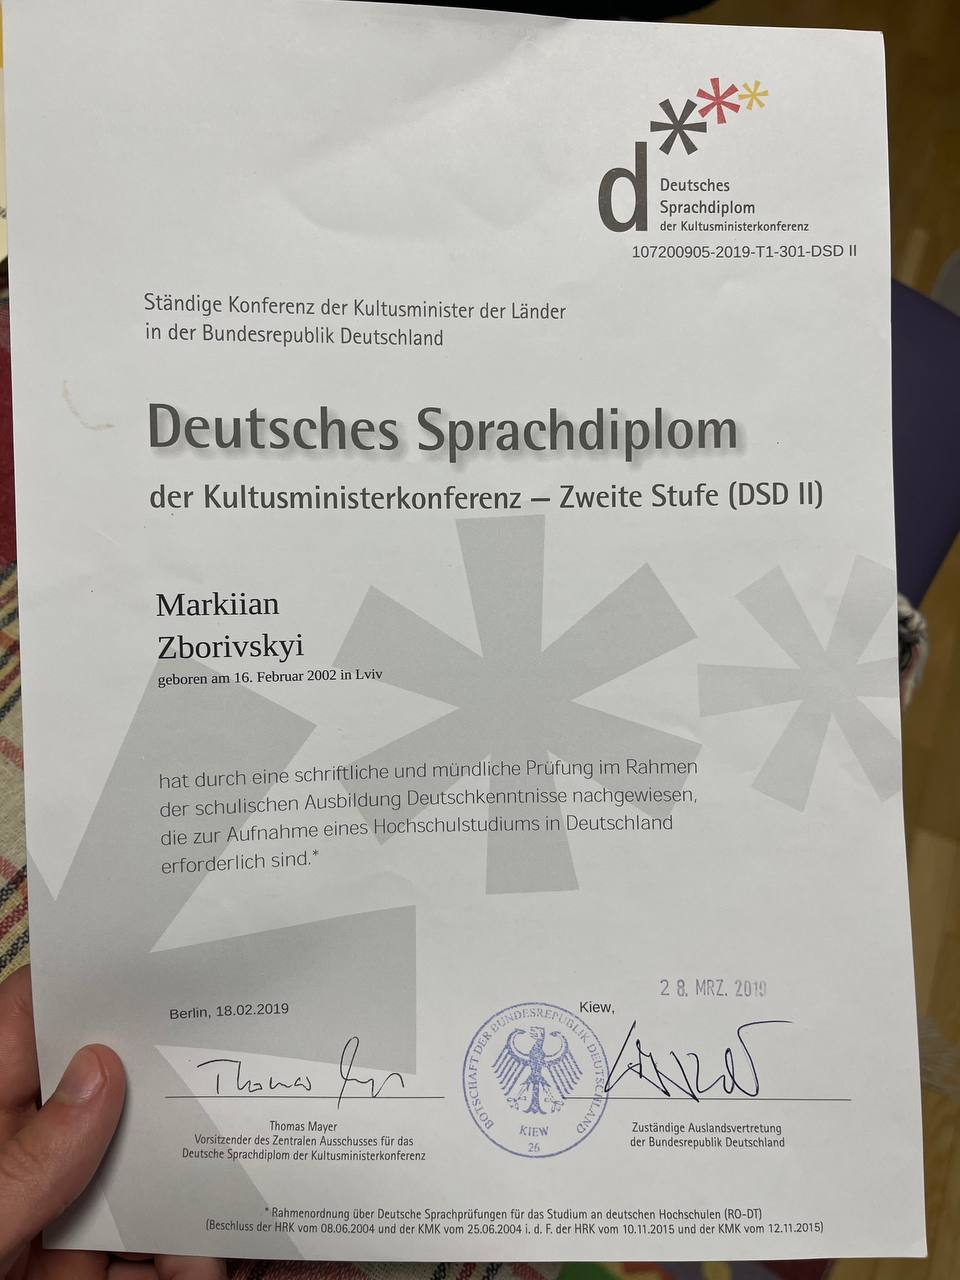 d
Deutsches
Sprachdiplom
der Kultusministerkonferenz
107200905-2019-T1-301-DSD II
Ständige Konferenz der Kultusminister der Länder
in der Bundesrepublik Deutschland
Deutsches Sprachdiplom
der Kultusministerkonferenz – Zweite Stufe (DSD II)
Markiian
Zborivskyi
geboren am 16. Februar 2002 in Lviv
hat durch eine schriftliche und mündliche Prüfung im Rahmen
der schulischen Ausbildung Deutschkenntnisse nachgewiesen,
die zur Aufnahme eines Hochschulstudiums in Deutschland
erforderlich sind.*
Berlin, 18.02.2019
Thomas
Thomas Mayer
Vorsitzender des Zentralen Ausschusses für das
Deutsche Sprachdiplom der Kultusministerkonferenz
28. MRZ. 2019
Kiew,
BOTSCHAFT DER BUNDESREPUBLIK DEUTSCHLAND
KIEW
26
Zuständige Auslandsvertretung
der Bundesrepublik Deutschland
* Rahmenordnung über Deutsche Sprachprüfungen für das Studium an deutschen Hochschulen (RO-DT)
(Beschluss der HRK vom 08.06.2004 und der KMK vom 25.06.2004 i. d. F. der HRK vom 10.11.2015 und der KMK vom 12.11.2015)